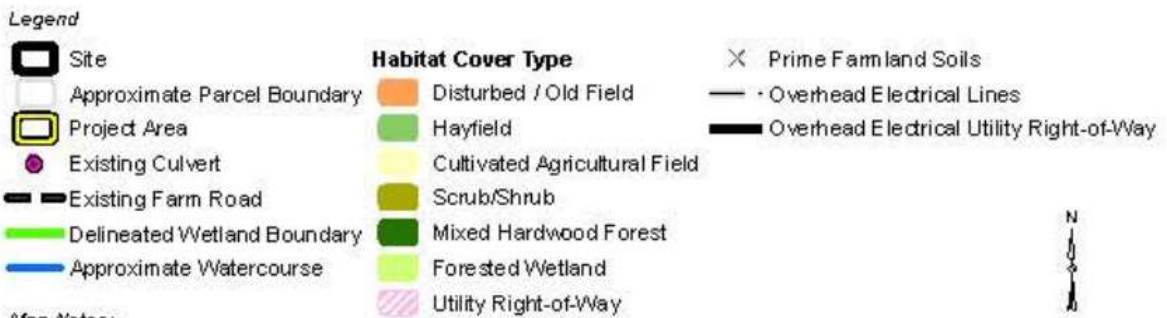 Legend
Site
Approximate Parcel Boundary
Project Area
Existing Culvert
Existing Farm Road
Delineated Wetland Boundary
Approximate Watercourse
Map Notes:
Habitat Cover Type
Disturbed / Old Field
Hayfield
Cultivated Agricultural Field
Scrub/Shrub
Mixed Hardwood Forest
Forested Wetland
Utility Right-of-Way
Prime Farmland Soils
Overhead Electrical Lines
Overhead Electrical Utility Right-of-Way
N